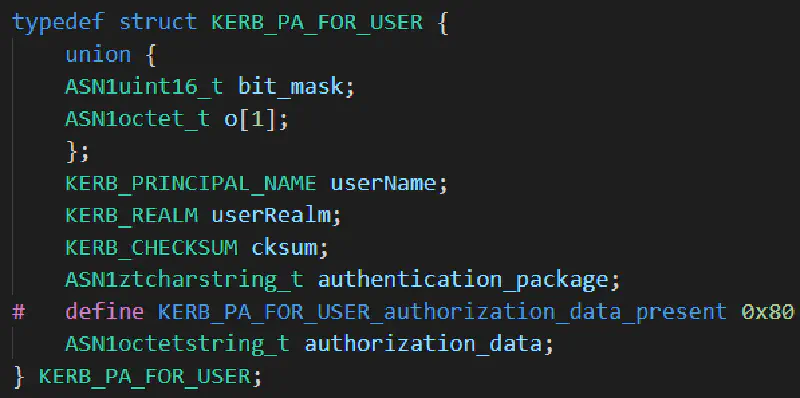 typedef struct KERB_PA_FOR_USER {
    union {
    ASN1uint16_t bit_mask;
    ASN1octet_t o[1];
    };
    KERB_PRINCIPAL_NAME userName;
    KERB_REALM userRealm;
    KERB_CHECKSUM cksum;
    ASN1ztcharstring_t authentication_package;
#   define KERB_PA_FOR_USER_authorization_data_present 0x80
    ASN1octetstring_t authorization_data;
} KERB_PA_FOR_USER;